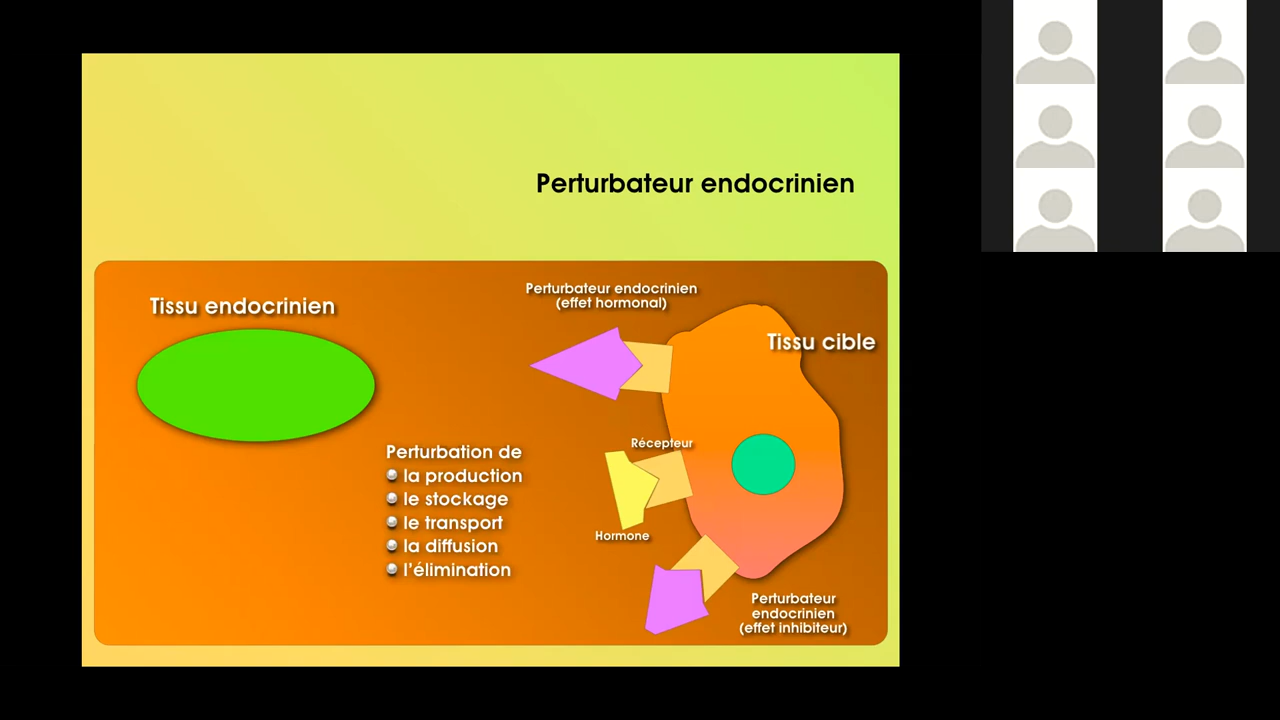 Perturbateur endocrinien
Tissu endocrinien
Perturbateur endocrinien
(effet hormonal)
Tissu cible
Récepteur
Hormone
Perturbation de
la production
le stockage
le transport
la diffusion
l'élimination
Perturbateur
endocrinien
(effet inhibiteur)